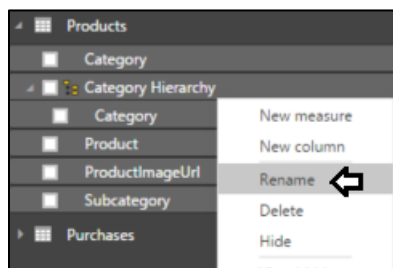 Products
Category
Category Hierarchy
Category
New measure
Product
New column
ProductImageUrl
Rename
Subcategory
Delete
Purchases
Hide